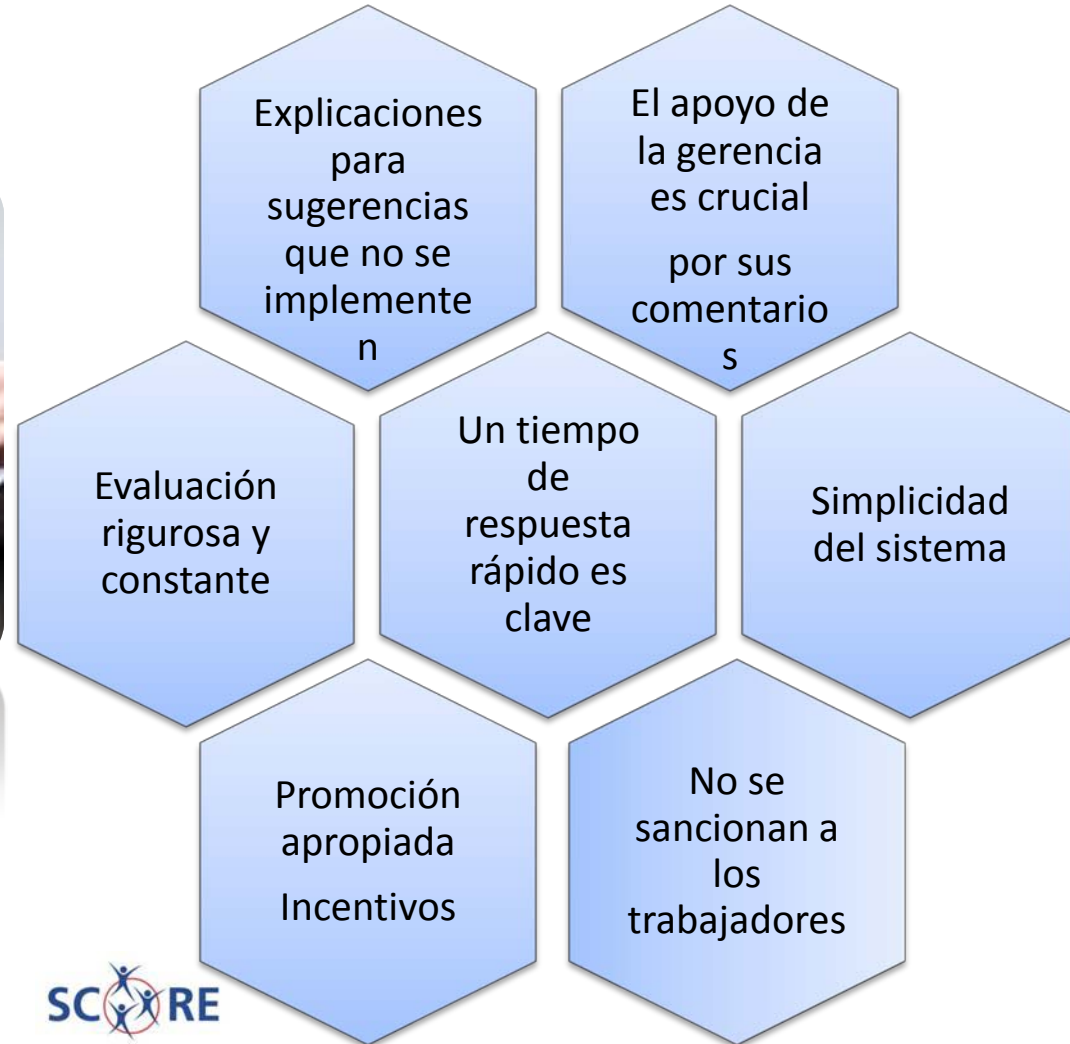 Explicaciones
para
sugerencias
que no se
implemente
n
El apoyo de
la gerencia
es crucial
por sus
comentario
s
Evaluación
rigurosa y
constante
Un tiempo
de
respuesta
rápido es
clave
Simplicidad
del sistema
Promoción
apropiada
Incentivos
No se
sancionan a
los
trabajadores
SCORE